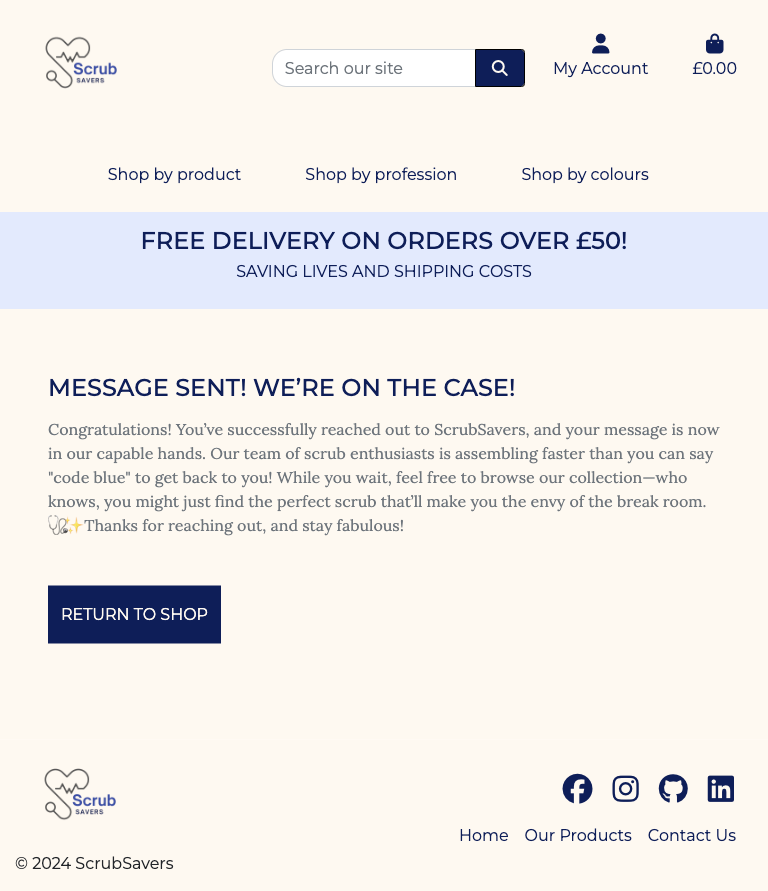 Scrub
SAVERS
Search our site
My Account
£0.00
Shop by product
Shop by profession
Shop by colours
FREE DELIVERY ON ORDERS OVER £50!
SAVING LIVES AND SHIPPING COSTS
MESSAGE SENT! WE’RE ON THE CASE!
Congratulations! You’ve successfully reached out to ScrubSavers, and your message is now
in our capable hands. Our team of scrub enthusiasts is assembling faster than you can say
"code blue" to get back to you! While you wait, feel free to browse our collection—who
knows, you might just find the perfect scrub that’ll make you the envy of the break room.
🩺✨Thanks for reaching out, and stay fabulous!
RETURN TO SHOP
Scrub
SAVERS
Home
Our Products
Contact Us
© 2024 ScrubSavers